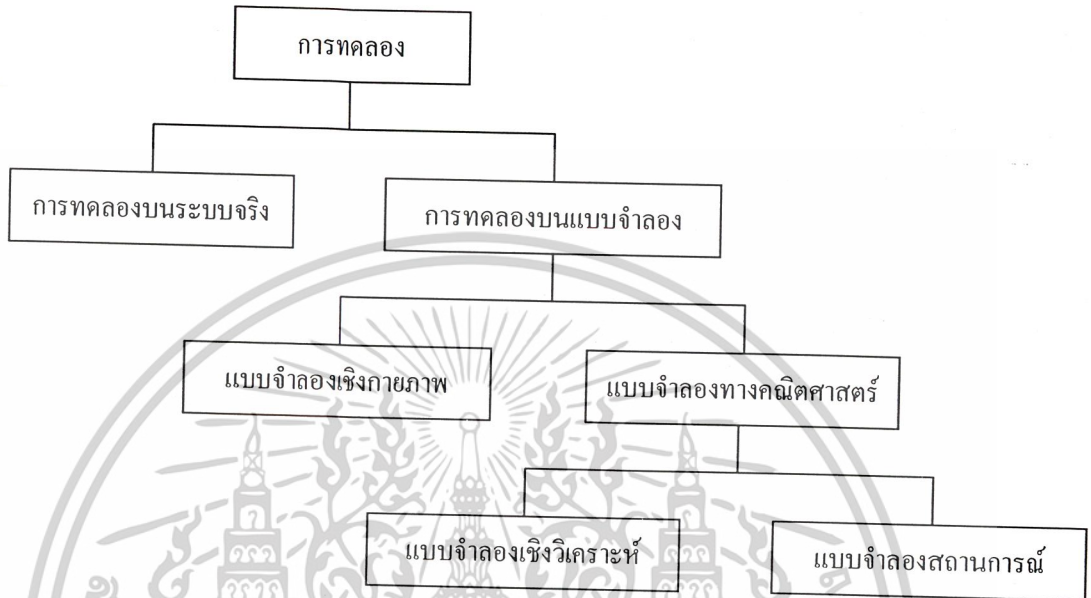 การทดลอง
การทดลองบนระบบจริง
การทดลองบนแบบจำลอง
แบบจำลองเชิงกายภาพ
แบบจำลองทางคณิตศาสตร์
แบบจำลองเชิงวิเคราะห์
แบบจำลองสถานการณ์